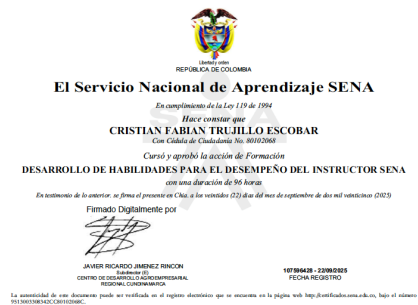 Libertad y orden
REPÚBLICA DE COLOMBIA
El Servicio Nacional de Aprendizaje SENA
En cumplimiento de la Ley 119 de 1994
Hace constar que
CRISTIAN FABIAN TRUJILLO ESCOBAR
Con Cédula de Ciudadanía No. 80102068
Cursó y aprobó la acción de Formación
DESARROLLO DE HABILIDADES PARA EL DESEMPEÑO DEL INSTRUCTOR SENA
con una duración de 96 horas
En testimonio de lo anterior, se firma el presente en Chía, a los veintidós (22) días del mes de septiembre de dos mil veinticinco (2025)
Firmado Digitalmente por
JAVIER RICARDO JIMENEZ RINCON
Subdirector (E)
CENTRO DE DESARROLLO AGROEMPRESARIAL
REGIONAL CUNDINAMARCA
107596428 - 22/09/2025
FECHA REGISTRO
La autenticidad de este documento puede ser verificada en el registro electrónico que se encuentra en la página web http://certificados.sena.edu.co, bajo el número